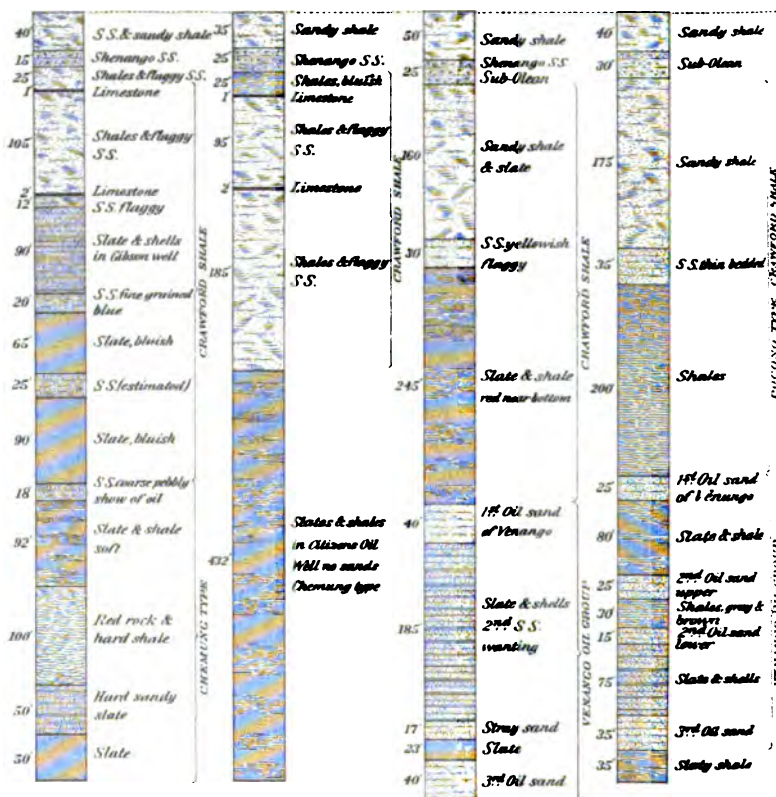 40'
S.S. & sandy shale
15'
Shenango SS.
25'
Shales & flaggy S.S.
1'
Limestone
105'
Shales & flaggy
S.S.
2'
Limestone
12'
S.S. flaggy
90'
Slate & shells
in Gibson well
20'
S.S. fine grained
blue
65'
Slate, bluish
25'
S.S (estimated)
90'
Slate, bluish
18'
S.S. coarse pebbly
show of oil
92'
Slate & shale
soft
100'
Red rock &
hard shale
50'
Hard sandy
slate
50'
Slate
CRAWFORD SHALE
CHEMUNG TYPE
35'
Sandy shale
25'
Shenango S.S.
25'
Shales, bluish
1'
Limestone
95'
Shales & flaggy
S.S.
2'
Limestone
185'
Shales & flaggy
S.S.
432'
Slates & shales
in Citizens Oil
Well no sands
Chemung type
CRAWFORD SHALE
50'
Sandy shale
25'
Shenango S.S
Sub-Olean
160'
Sandy shale
& slate
30'
S.S. yellowish
flaggy
245'
Slate & shale
red near bottom
40'
1st Oil sand
of Venango
185'
Slate & shells
2nd S.S.
wanting
17'
Stray sand
23'
Slate
40'
3rd Oil sand
CRAWFORD SHALE
VENANGO OIL GROUP
40'
Sandy shale
30'
Sub-Olean
175'
Sandy shale
35'
S.S. thin bedded
200'
Shales
25'
1st Oil sand
of Venango
80'
Slate & shale
25'
2nd Oil sand
upper
30'
Shales, gray &
brown
15'
2nd Oil sand
lower
75'
Slate & shells
35'
3rd Oil sand
35'
Slaty shale
CRAWFORD SHALE